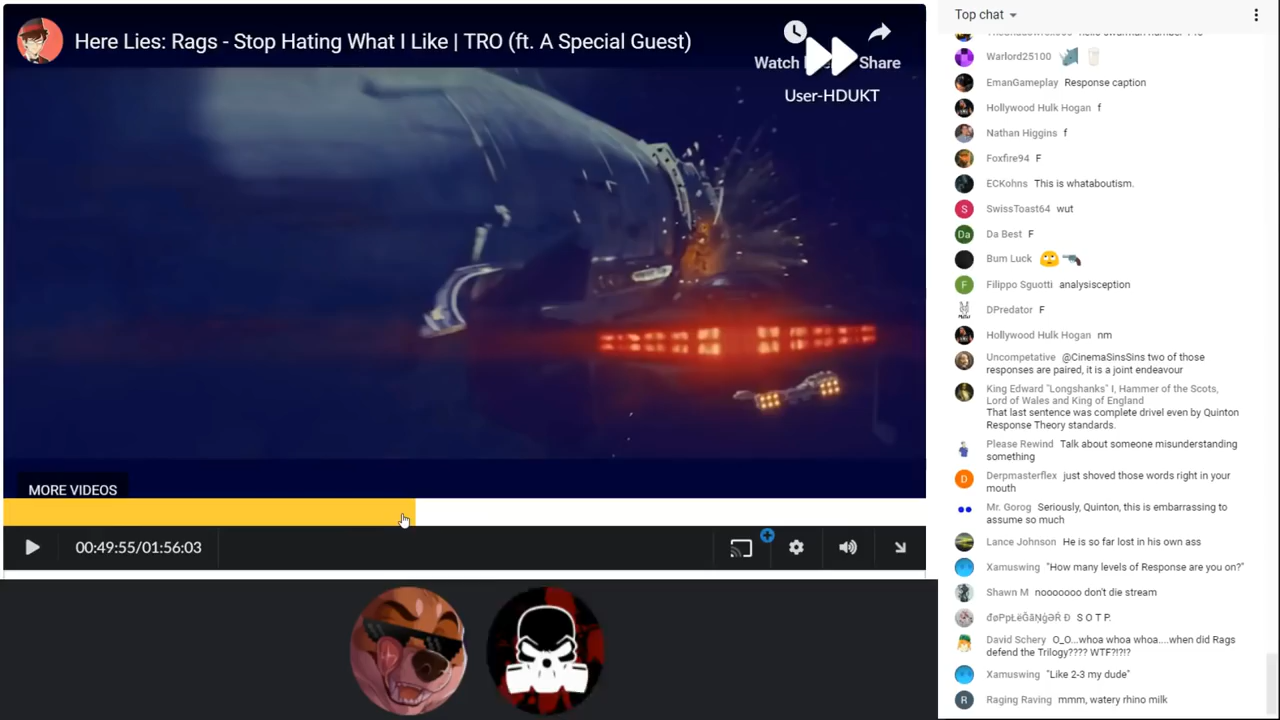 Here Lies: Rags - Stop Hating What I Like | TRO (ft. A Special Guest)
Watch
Share
User-HDUKT
MORE VIDEOS
00:49:55/01:56:03
Top chat
Warlord25100
EmanGameplay Response caption
Hollywood Hulk Hogan f
Nathan Higgins f
Foxfire94 F
ECKohns This is whataboutism.
S SwissToast64 wut
Da Da Best F
Bum Luck
F Filippo Sguotti analysisception
DPredator F
Hollywood Hulk Hogan nm
Uncompetative @CinemaSinsSins two of those
responses are paired, it is a joint endeavour
King Edward "Longshanks" I, Hammer of the Scots,
Lord of Wales and King of England
That last sentence was complete drivel even by Quinton
Response Theory standards.
Please Rewind Talk about someone misunderstanding
something
D Derpmasterflex just shoved those words right in your
mouth
Mr. Gorog Seriously, Quinton, this is embarrassing to
assume so much
Lance Johnson He is so far lost in his own ass
Xamuswing "How many levels of Response are you on?"
Shawn M nooooooo don't die stream
S O T P.
David Schery O_O...whoa whoa whoa....when did Rags
defend the Trilogy???? WTF?!?!?
Xamuswing "Like 2-3 my dude"
R Raging Raving mmm, watery rhino milk